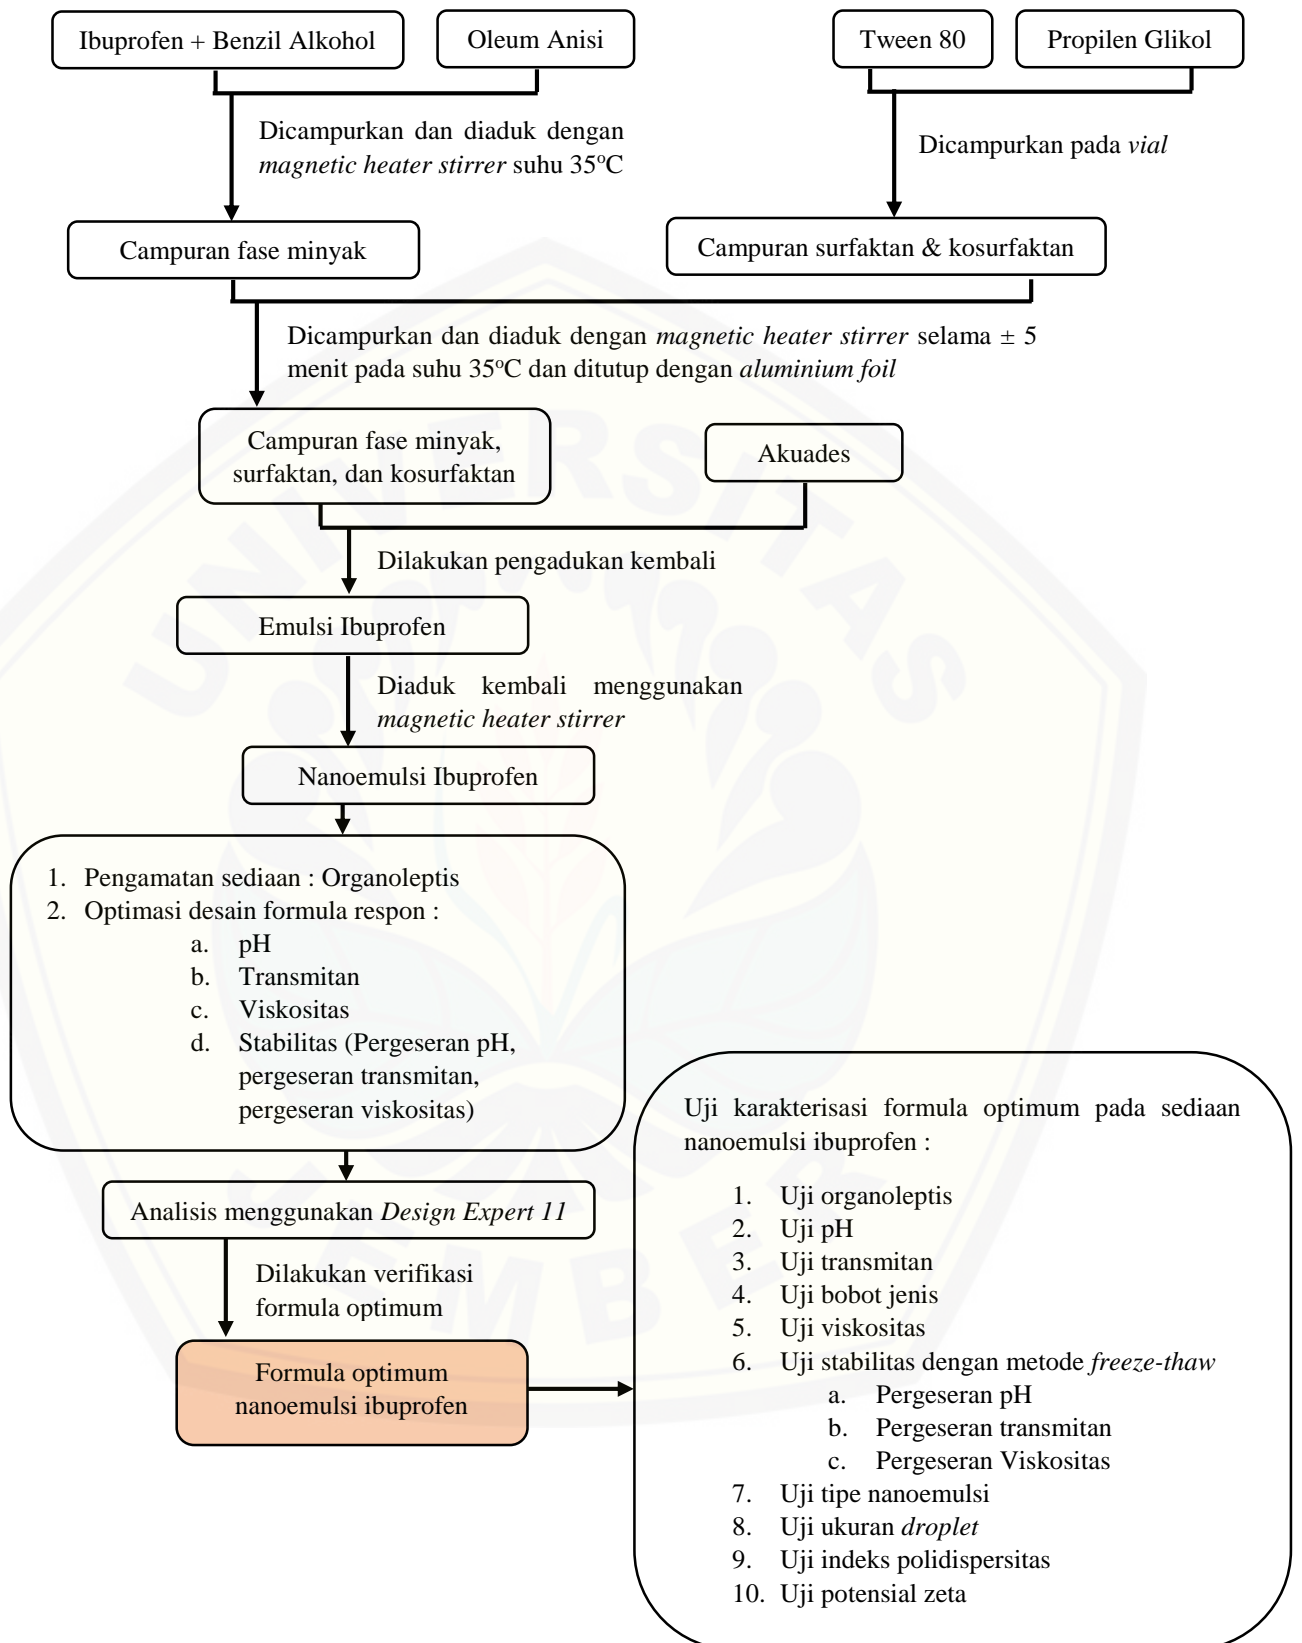 Ibuprofen + Benzil Alkohol
Oleum Anisi
Tween 80
Propilen Glikol
Dicampurkan dan diaduk dengan
magnetic heater stirrer suhu 35°C
Dicampurkan pada vial
Campuran fase minyak
Campuran surfaktan & kosurfaktan
Dicampurkan dan diaduk dengan magnetic heater stirrer selama ± 5
menit pada suhu 35°C dan ditutup dengan aluminium foil
Campuran fase minyak,
surfaktan, dan kosurfaktan
Akuades
Dilakukan pengadukan kembali
Emulsi Ibuprofen
Diaduk kembali menggunakan
magnetic heater stirrer
Nanoemulsi Ibuprofen
1. Pengamatan sediaan : Organoleptis
2. Optimasi desain formula respon :
a. pH
b. Transmitan
c. Viskositas
d. Stabilitas (Pergeseran pH,
pergeseran transmitan,
pergeseran viskositas)
Analisis menggunakan Design Expert 11
Dilakukan verifikasi
formula optimum
Formula optimum
nanoemulsi ibuprofen
Uji karakterisasi formula optimum pada sediaan
nanoemulsi ibuprofen :
1. Uji organoleptis
2. Uji pH
3. Uji transmitan
4. Uji bobot jenis
5. Uji viskositas
6. Uji stabilitas dengan metode freeze-thaw
a. Pergeseran pH
b. Pergeseran transmitan
c. Pergeseran Viskositas
7. Uji tipe nanoemulsi
8. Uji ukuran droplet
9. Uji indeks polidispersitas
10. Uji potensial zeta
UNIVERSITAS
JEMBER